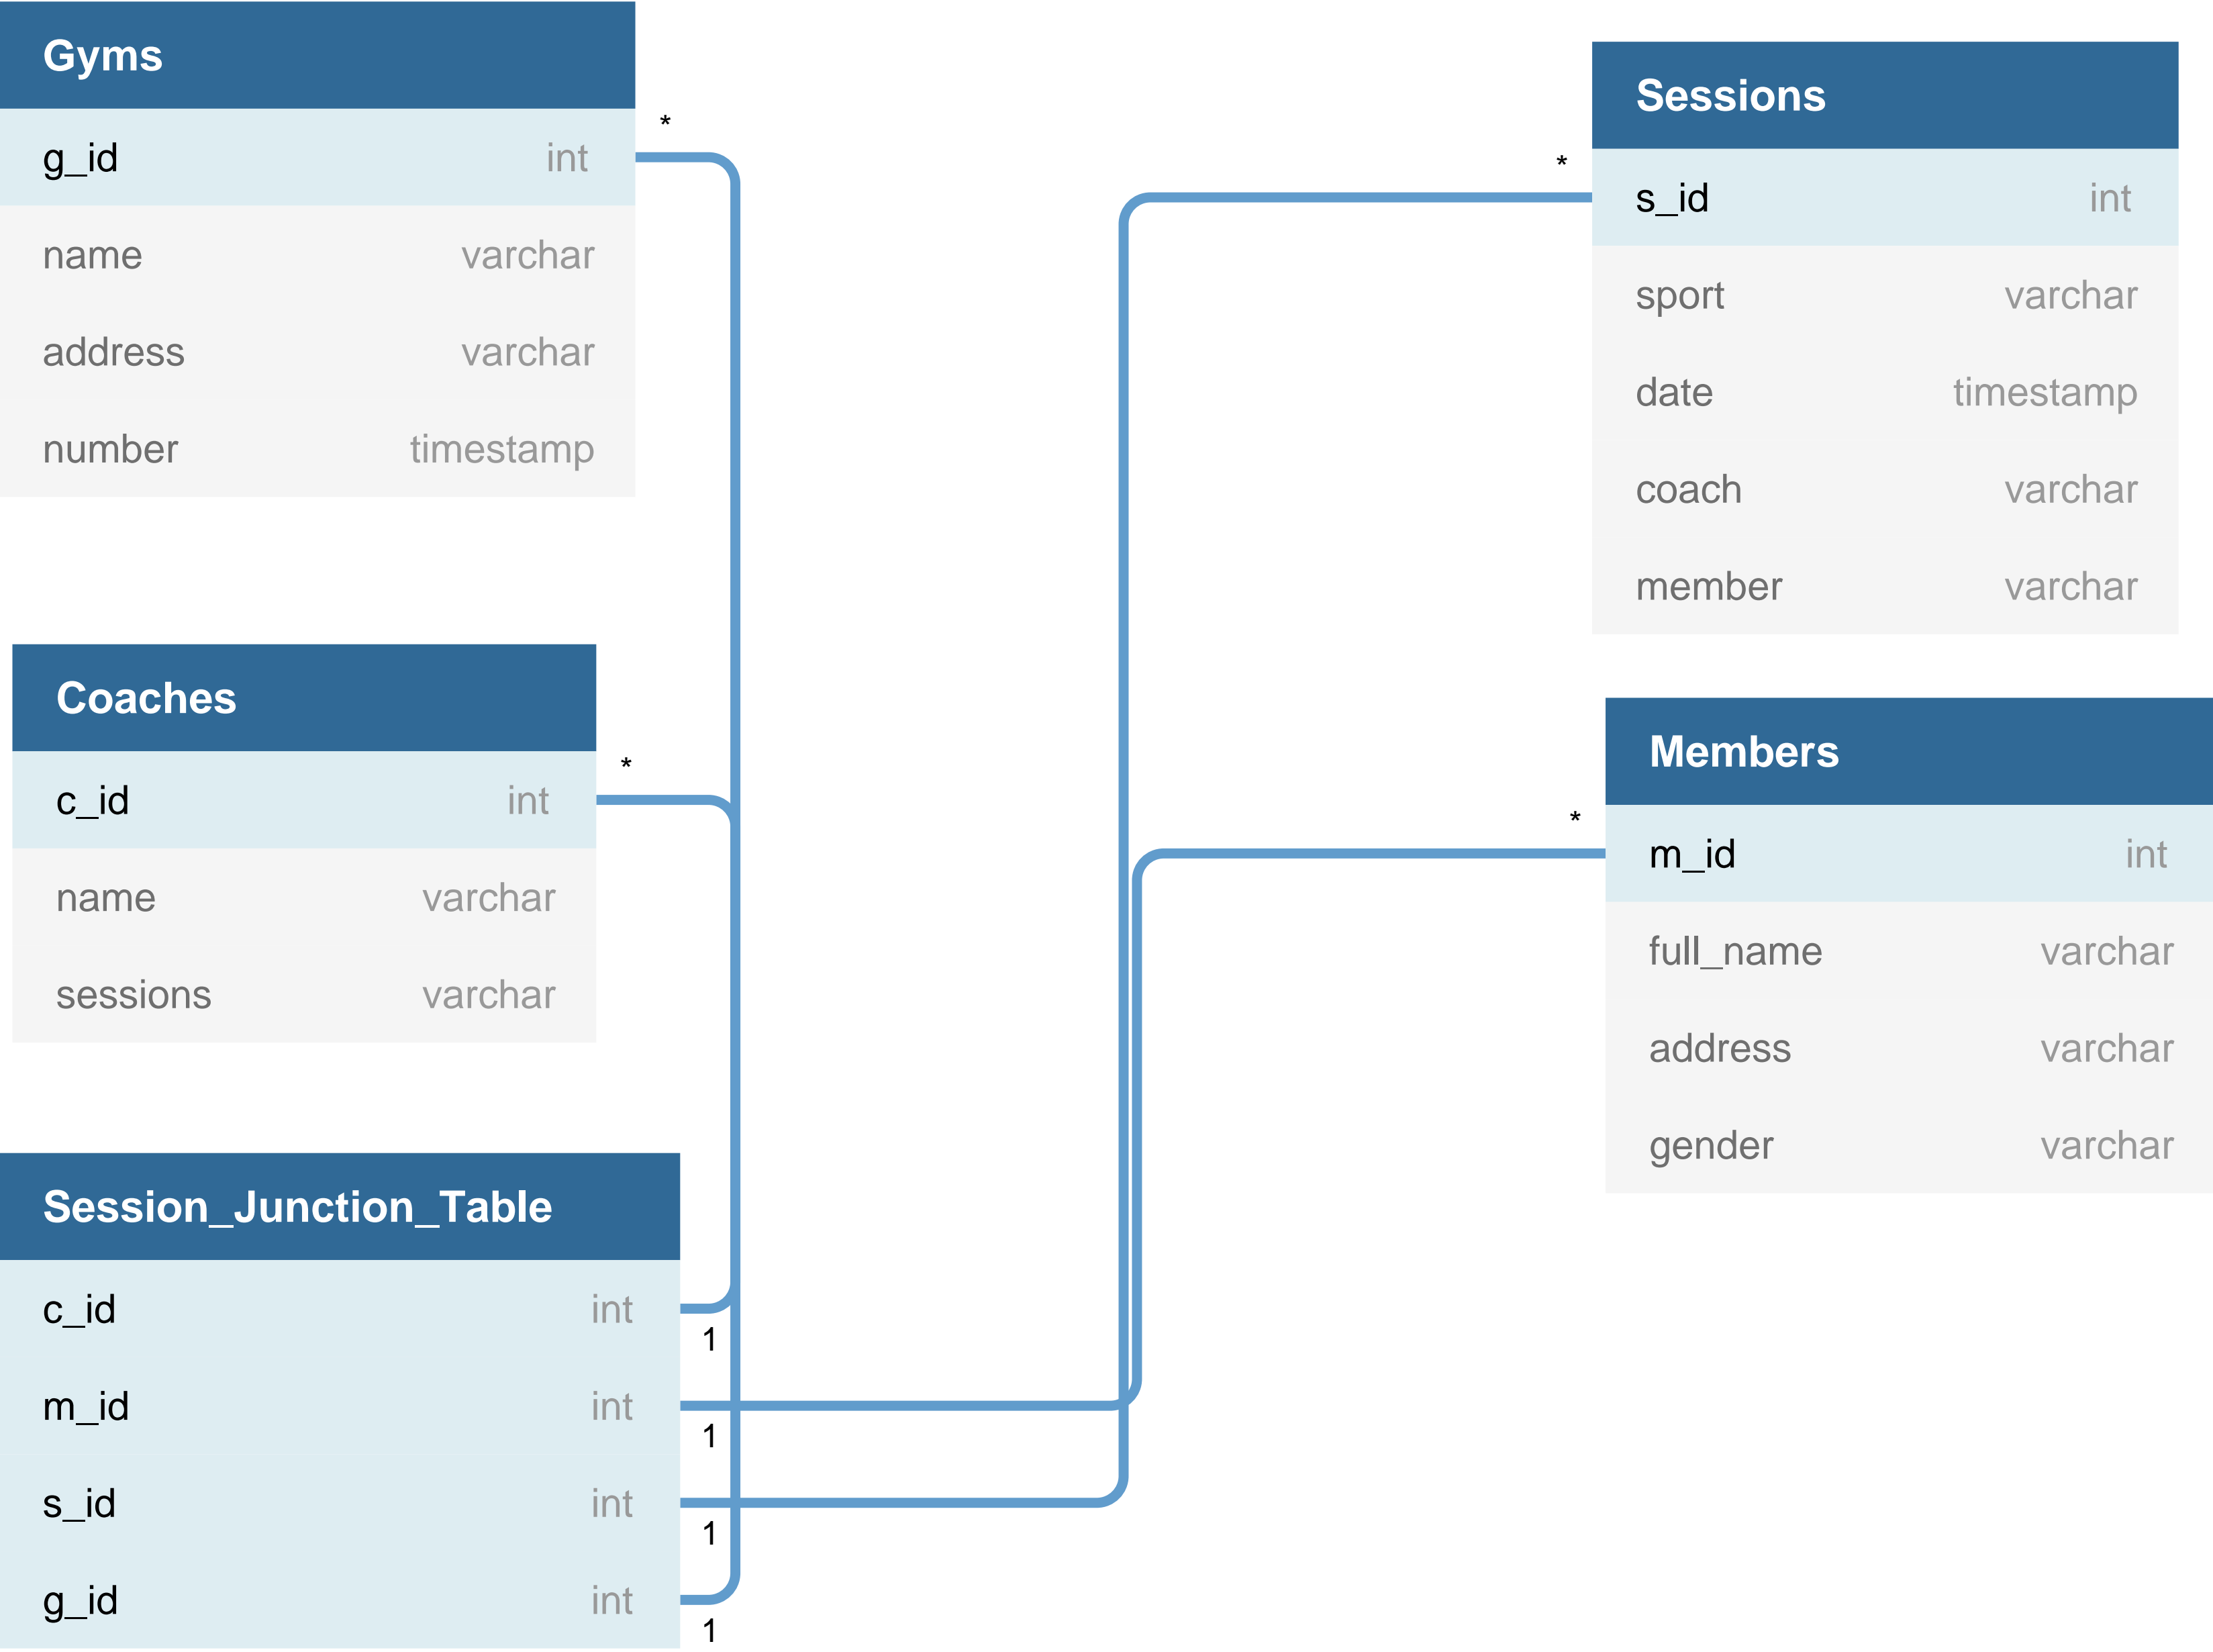 Gyms
*
g_id int
name varchar
address varchar
number timestamp
Sessions
*
s_id int
sport varchar
date timestamp
coach varchar
member varchar
Coaches
*
c_id int
name varchar
sessions varchar
Members
*
m_id int
full_name varchar
address varchar
gender varchar
Session_Junction_Table
c_id int
1
m_id int
1
s_id int
1
g_id int
1